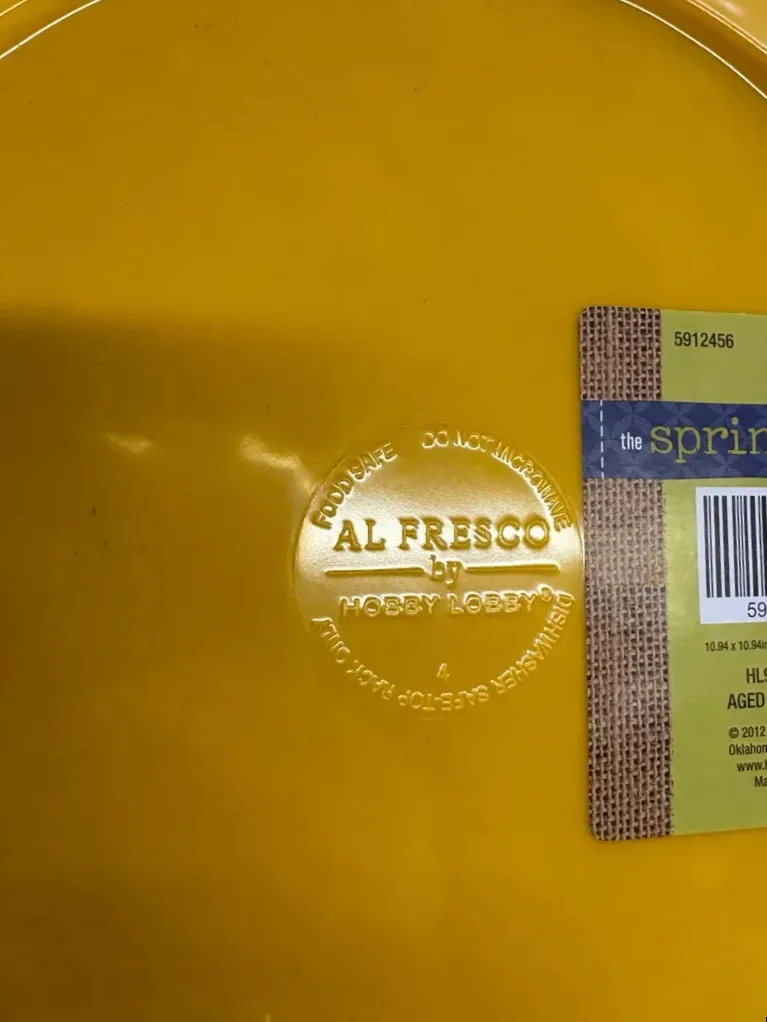 FOOD SAFE DO NOT MICROWAVE
AL FRESCO
by
HOBBY LOBBY®
4
DISHWASHER SAFE-TOP RACK ONLY
5912456
the sprin
59
10.94 x 10.94in
HLS
AGED
© 2012
Oklahom
www.h
Ma